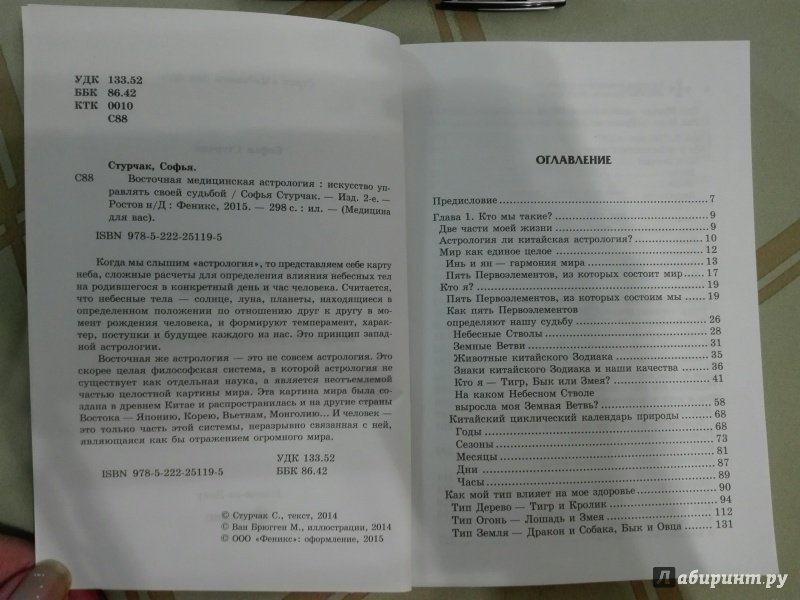 УДК 133.52
ББК 86.42
КТК 0010
С88
Стурчак, Софья.
С88 Восточная медицинская астрология : искусство уп-
равлять своей судьбой / Софья Стурчак. — Изд. 2-е. —
Ростов н/Д : Феникс, 2015. — 298 с. : ил. — (Медицина
для вас).
ISBN 978-5-222-25119-5
Когда мы слышим «астрология», то представляем себе карту
неба, сложные расчеты для определения влияния небесных тел
на родившегося в конкретный день и час человека. Считается,
что небесные тела — солнце, луна, планеты, находящиеся в
определенном положении по отношению друг к другу в мо-
мент рождения человека, и формируют темперамент, харак-
тер, поступки и будущее каждого из нас. Это принцип запад-
ной астрологии.
Восточная же астрология — это не совсем астрология. Это
скорее целая философская система, в которой астрология не
существует как отдельная наука, а является неотъемлемой
частью целостной картины мира. Эта картина мира была со-
здана в древнем Китае и распространилась и на другие страны
Востока — Японию, Корею, Вьетнам, Монголию... И человек —
это только часть этой системы, неразрывно связанная с ней,
являющаяся как бы отражением огромного мира.
УДК 133.52
ISBN 978-5-222-25119-5 ББК 86.42
© Стурчак С., текст, 2014
© Ван Брюгген М., иллюстрации, 2014
© ООО «Феникс»: оформление, 2015
ОГЛАВЛЕНИЕ
Предисловие 7
Глава 1. Кто мы такие? 9
Две части моей жизни 9
Астрология ли китайская астрология? 10
Мир как единое целое 12
Инь и ян — гармония мира 13
Пять Первоэлементов, из которых состоит мир 17
Кто я? 19
Пять Первоэлементов, из которых состоим мы 19
Как пять Первоэлементов
определяют нашу судьбу 26
Небесные Стволы 28
Земные Ветви 31
Животные китайского Зодиака 35
Знаки китайского Зодиака и наши качества 36
Кто я — Тигр, Бык или Змея? 41
На каком Небесном Стволе
выросла моя Земная Ветвь? 58
Китайский циклический календарь природы 68
Годы 68
Сезоны 73
Месяцы 81
Дни 87
Часы 89
Как мой тип влияет на мое здоровье 90
Тип Дерево — Тигр и Кролик 94
Тип Огонь — Лошадь и Змея 112
Тип Земля — Дракон и Собака, Бык и Овца 131
Лабиринт.ру